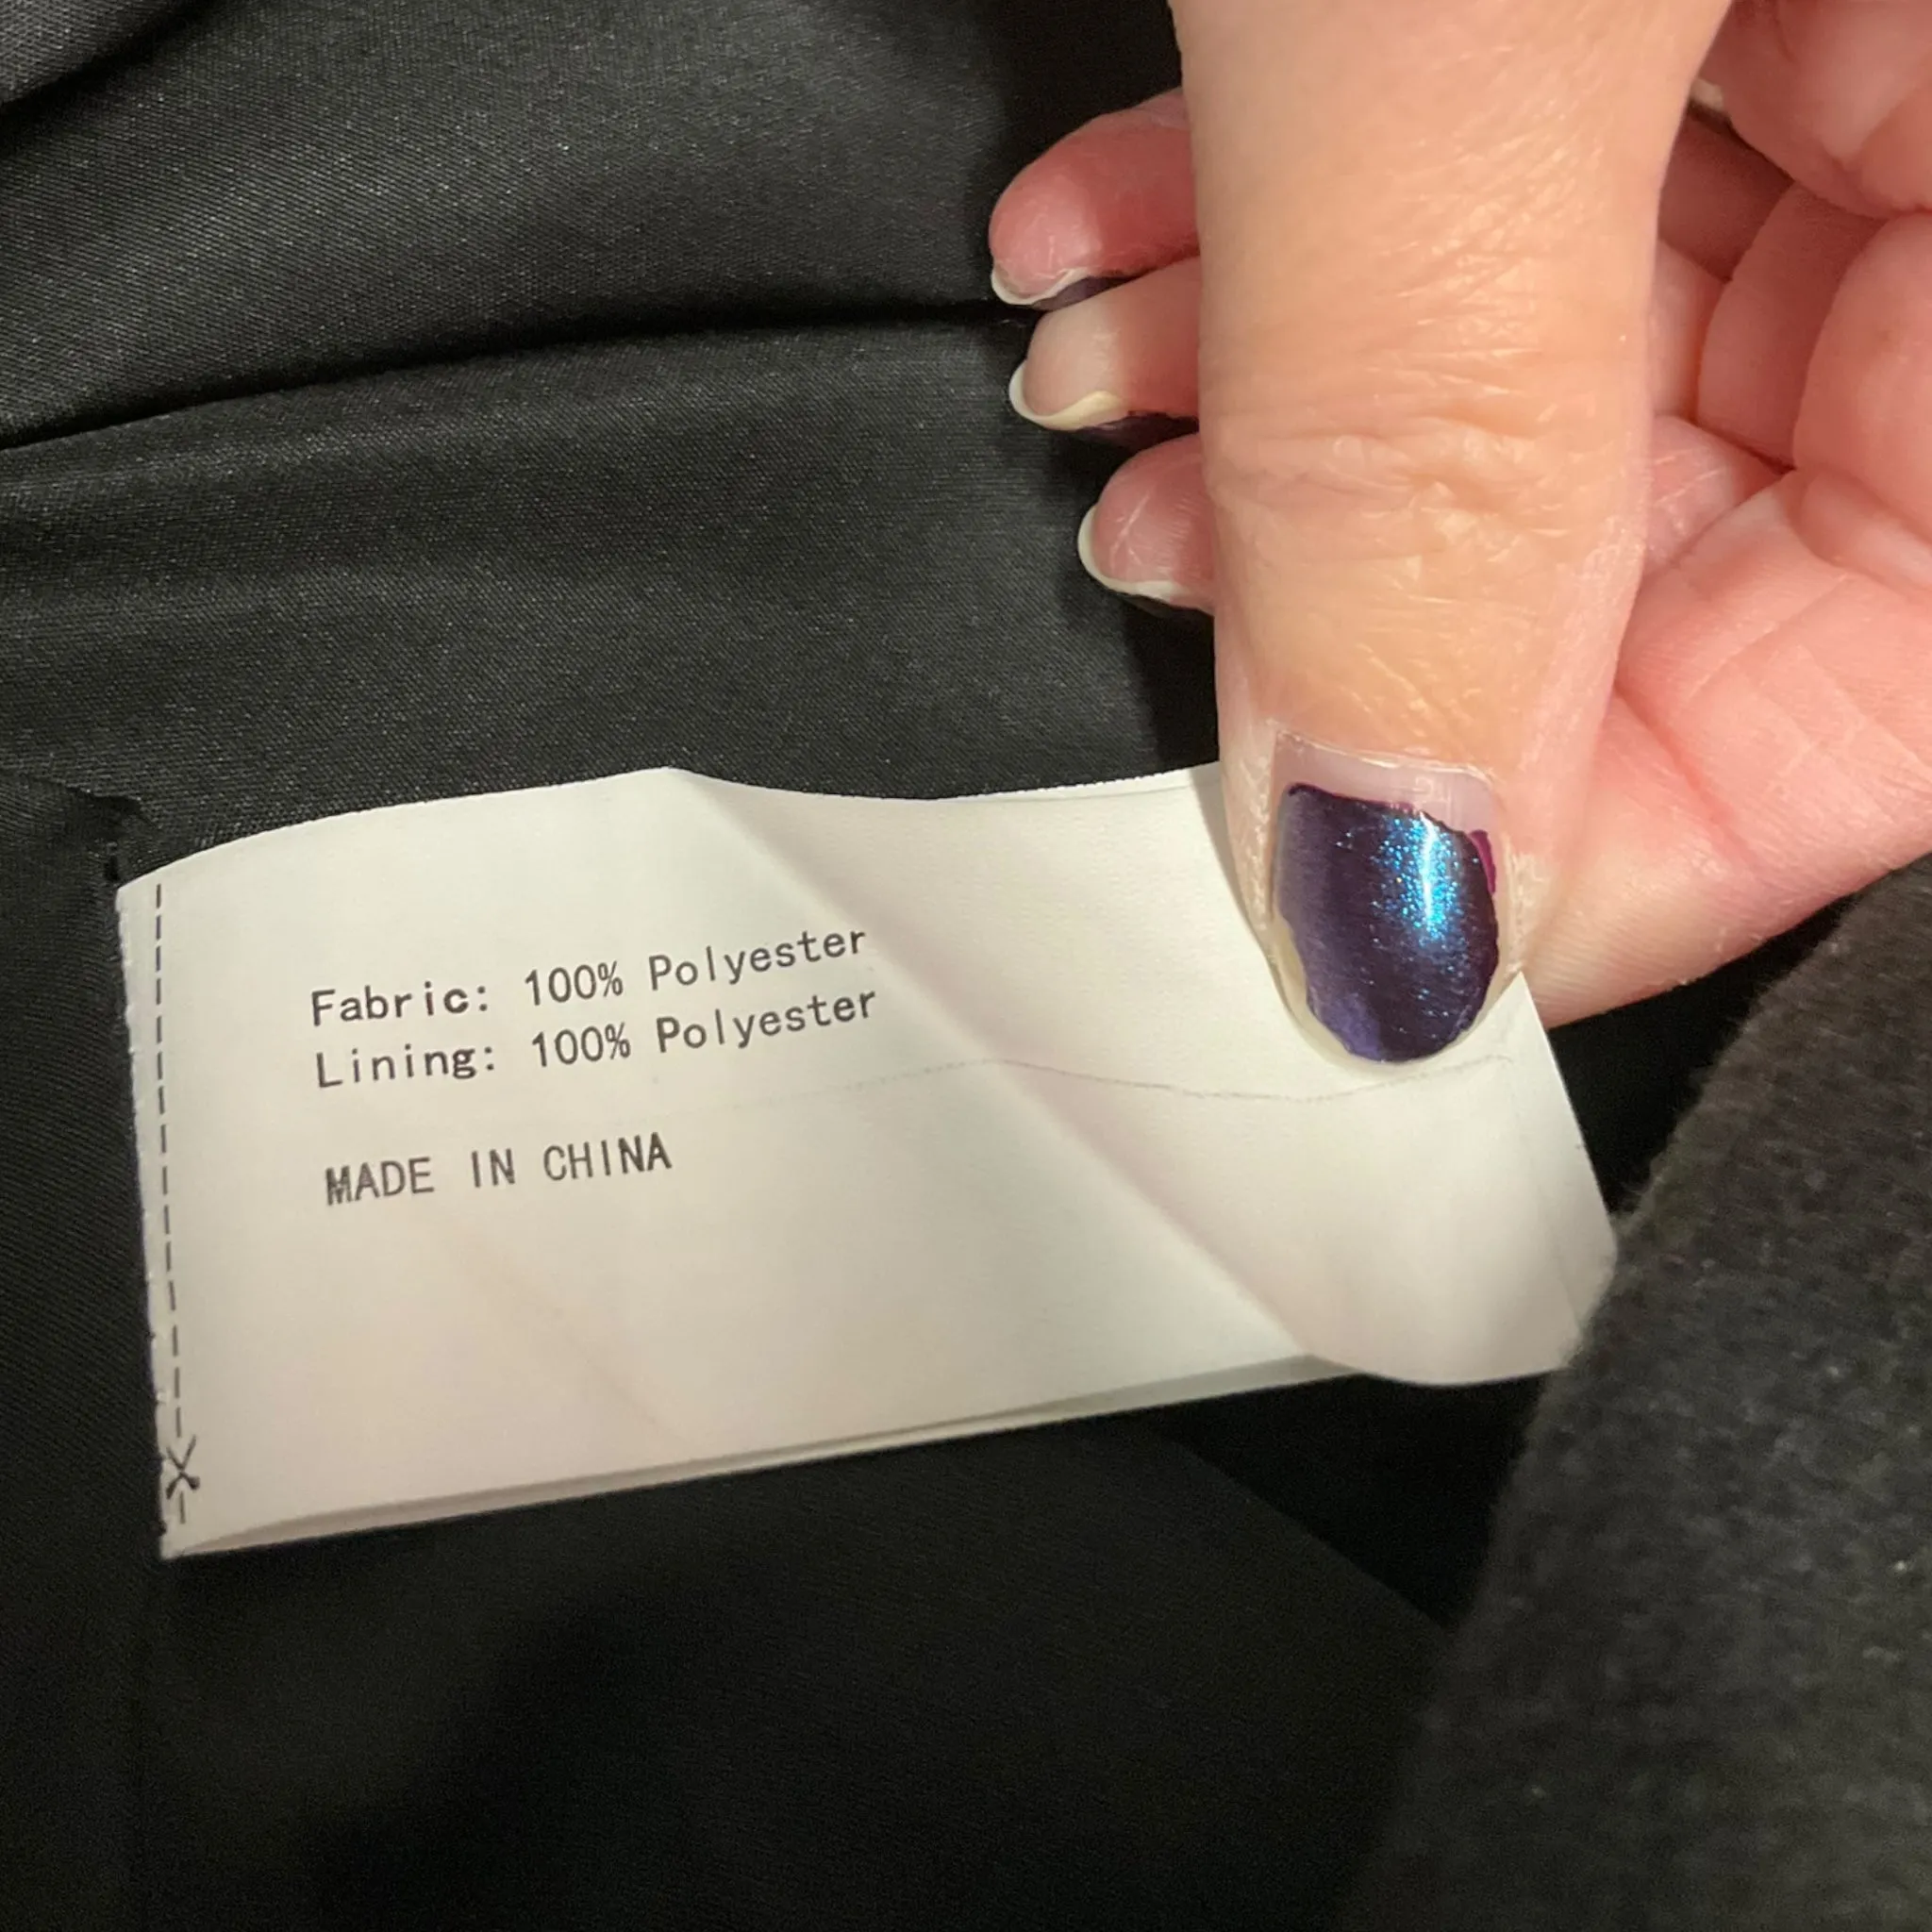 Fabric: 100% Polyester
Lining: 100% Polyester
MADE IN CHINA